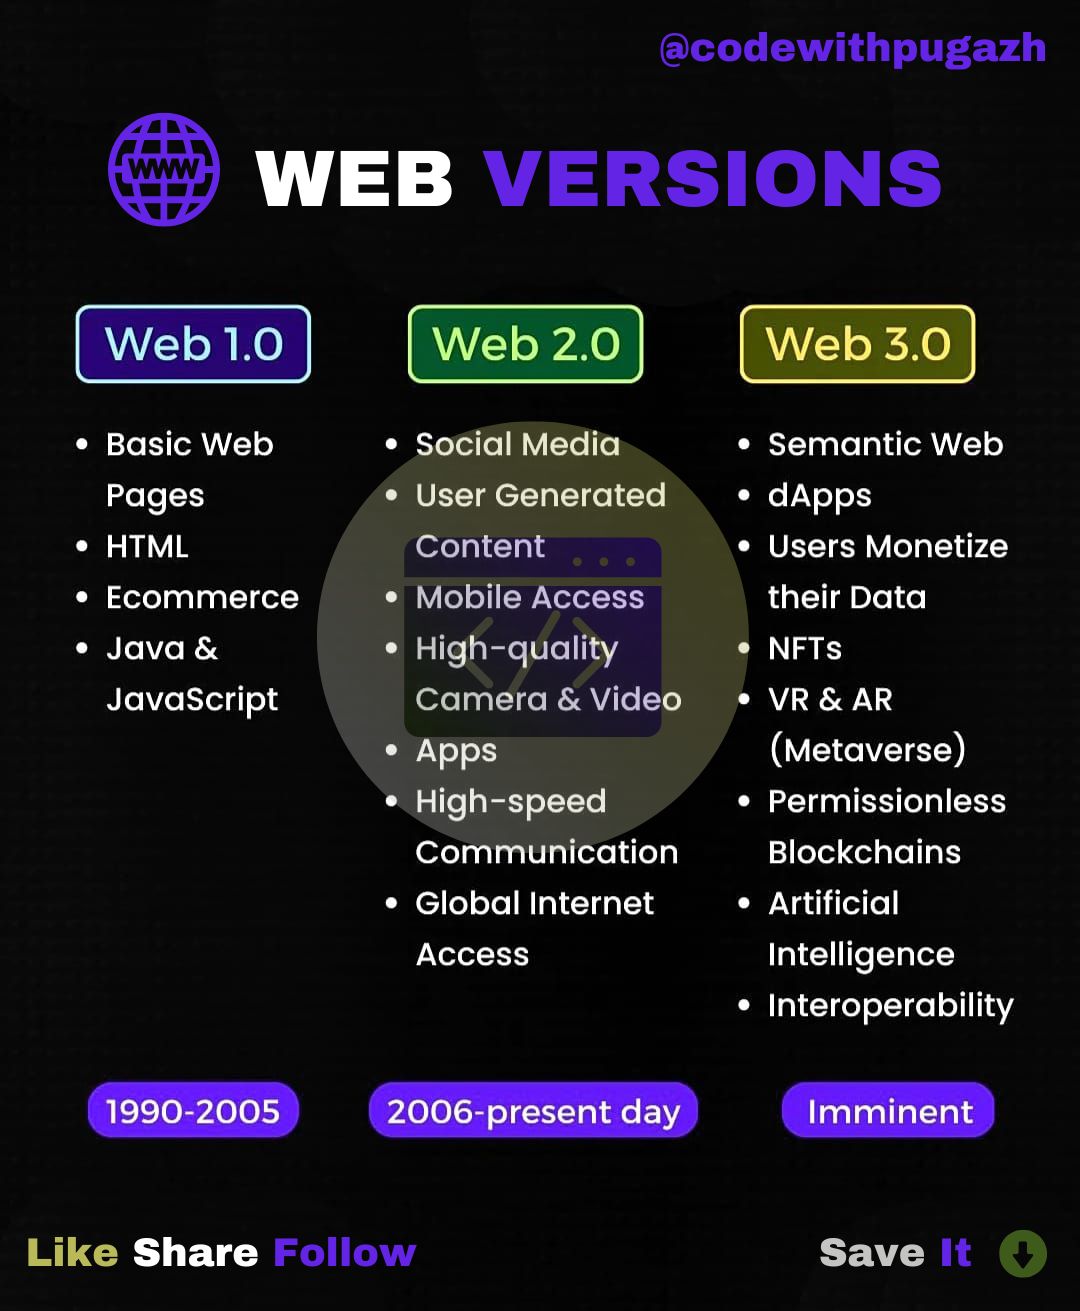 @codewithpugazh
WWW
WEB VERSIONS
Web 1.0
• Basic Web
Pages
• HTML
• Ecommerce
• Java &
JavaScript
1990-2005
Web 2.0
• Social Media
• User Generated
Content
• Mobile Access
• High-quality
Camera & Video
• Apps
• High-speed
Communication
• Global Internet
Access
2006-present day
Web 3.0
• Semantic Web
• dApps
• Users Monetize
their Data
• NFTs
• VR & AR
(Metaverse)
• Permissionless
Blockchains
• Artificial
Intelligence
• Interoperability
Imminent
Like Share Follow
Save It